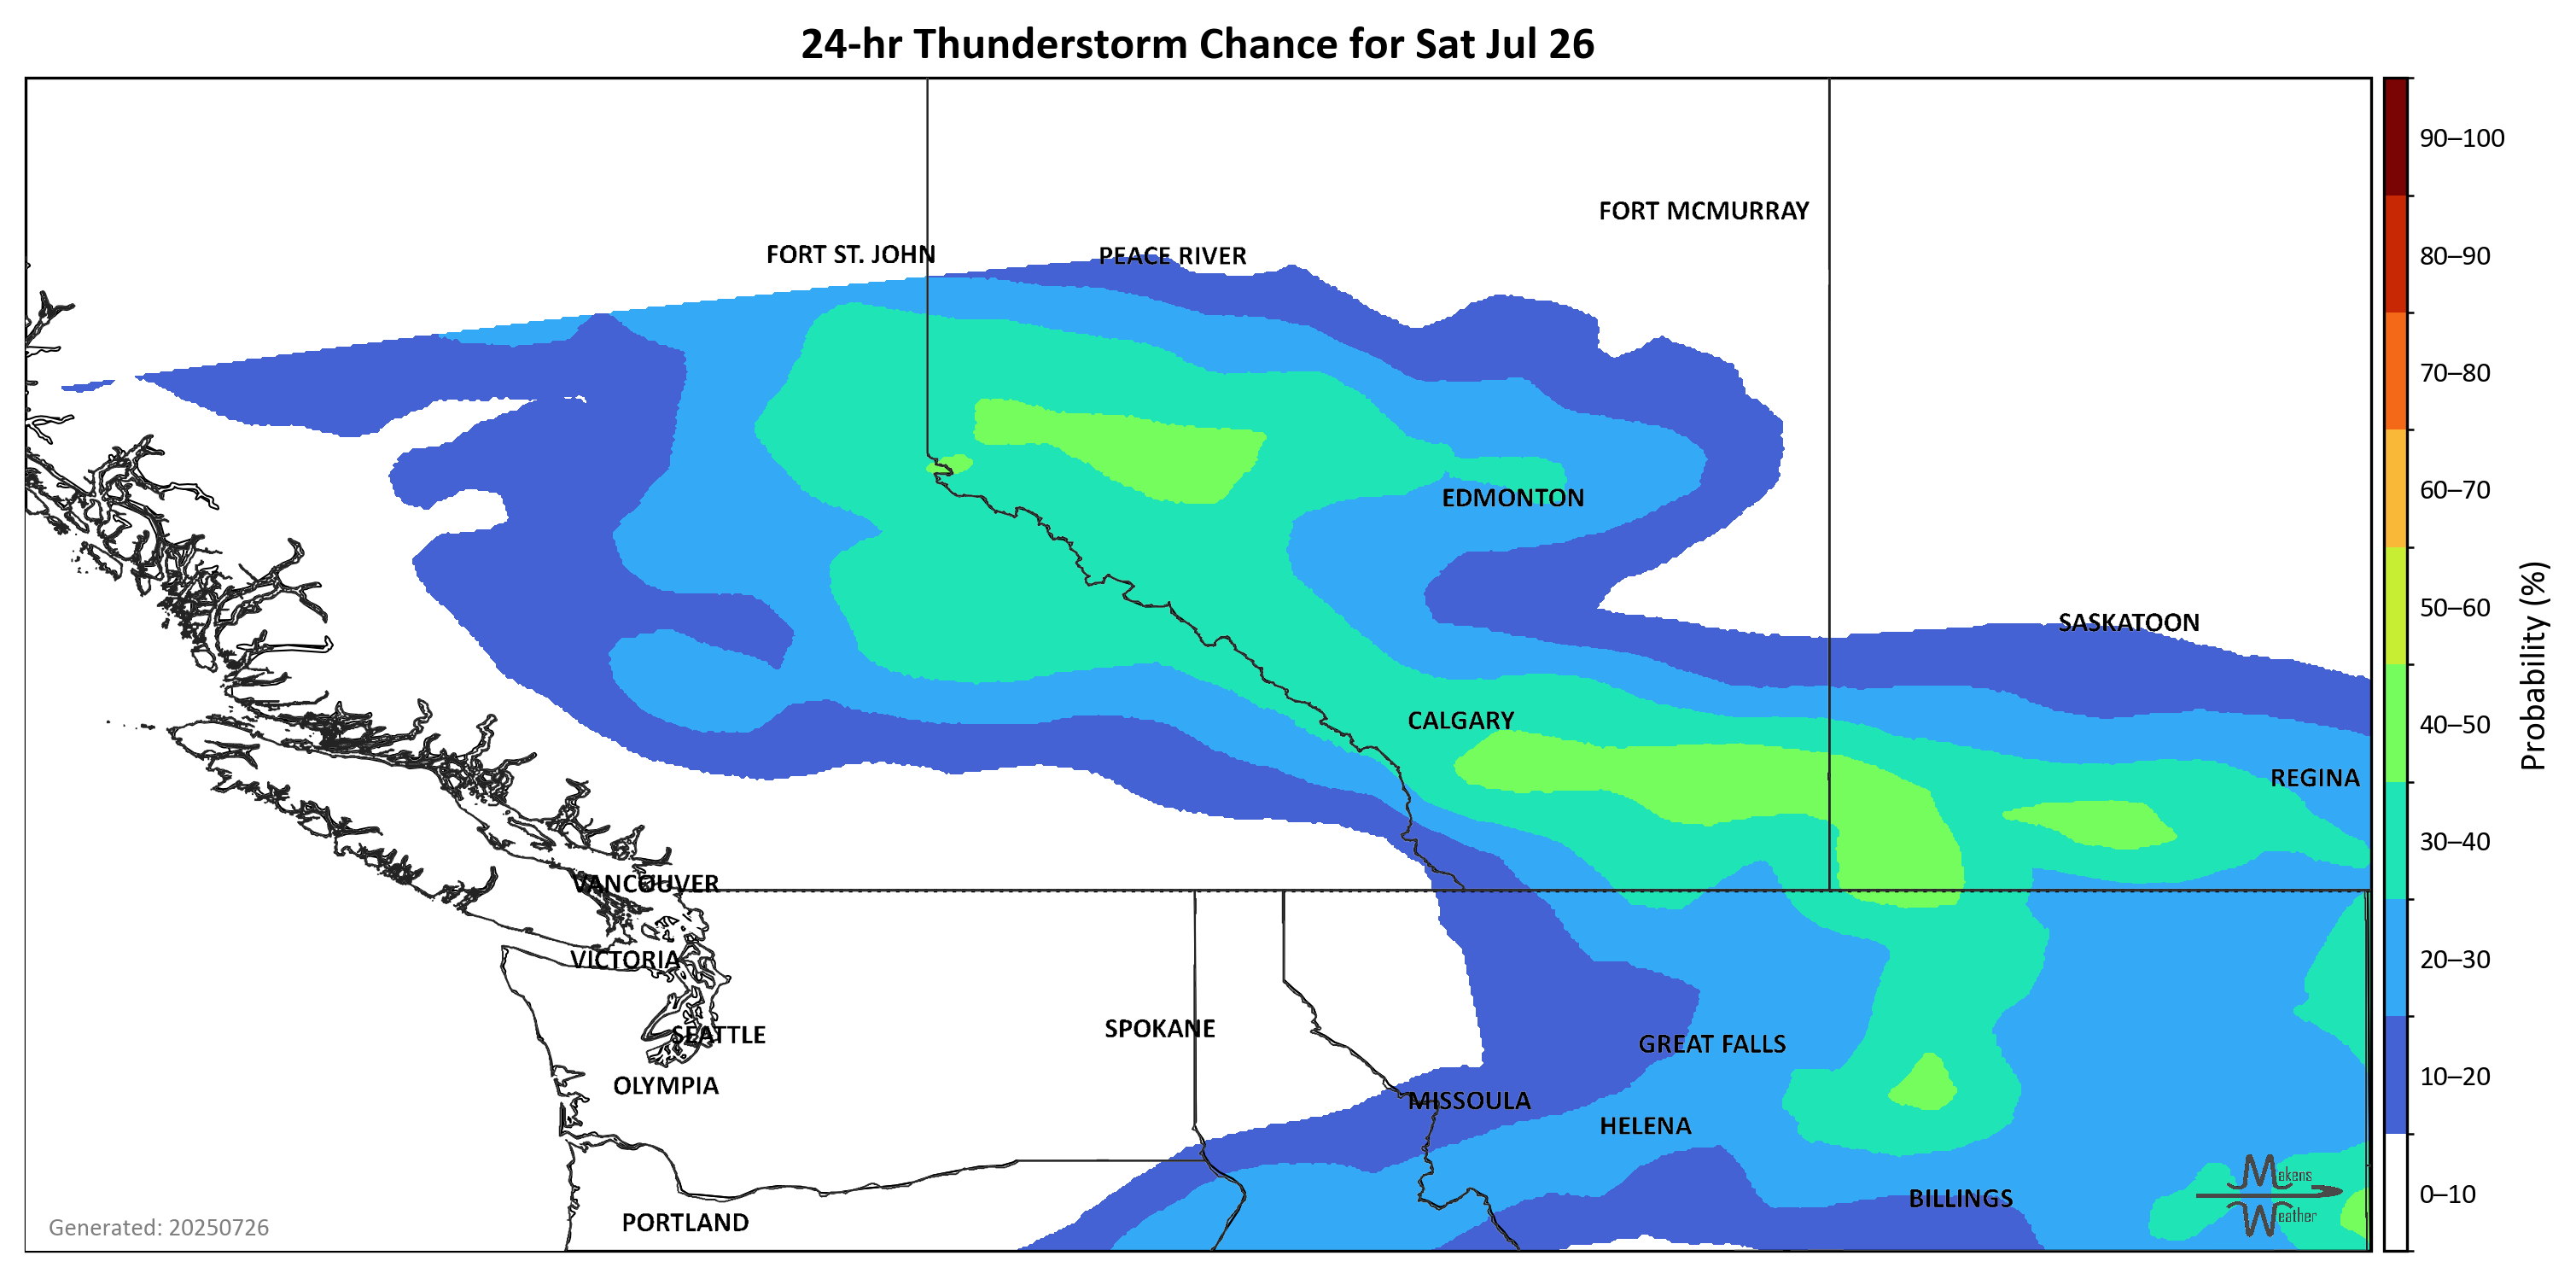 24-hr Thunderstorm Chance for Sat Jul 26
90–100
FORT MCMURRAY
FORT ST. JOHN
PEACE RIVER
80–90
70–80
60–70
EDMONTON
50–60
SASKATOON
Probability (%)
CALGARY
40–50
REGINA
30–40
VANCOUVER
VICTORIA
20–30
SPOKANE
SEATTLE
GREAT FALLS
10–20
OLYMPIA
MISSOULA
HELENA
Makens
0–10
BILLINGS
Weather
PORTLAND
Generated: 20250726